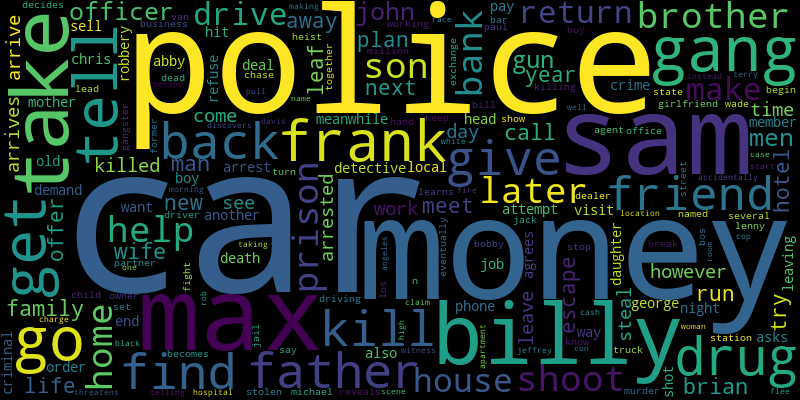 police
car
money
sam
billy
max
frank
gang
take
tell
back
give
get
kill
go
friend
father
find
drug
son
help
home
house
shoot
prison
later
brother
return
bank
drive
officer
away
john
plan
leaf
next
gun
year
make
time
men
hotel
call
day
meet
come
man
new
see
wife
family
life
offer
run
try
steal
escape
brian
however
leave
visit
work
local
detective
arrested
arrest
killed
robbery
abby
deal
hit
refuse
sell
chris
lead
mother
old
arrive
arrives
demand
want
another
death
partner
boy
driver
morning
former
discovers
davis
gangster
dead
chase
behind
van
business
decides
making
working
race
heist
million
together
meanwhile
hand
keep
bill
killing
exchange
pay
bar
paul
buy
crime
instead
terry
begin
state
wade
girlfriend
member
agent
office
case
start
street
accidentally
leaving
head
show
well
white
turn
learns
fire
attempt
dealer
jack
named
several
lenny
location
cop
bos
room
break
stop
know
con
cash
way
truck
daughter
george
night
asks
station
woman
flee
murder
shot
jeffrey
apartment
witness
high
claim
phone
job
bobby
agrees
eventually
n
los
angeles
driving
also
scene
reveals
michael
say
jail
rob
fight
taking
one
child
owner
set
end
charge
order
black
becomes
criminal
threatens
telling
hospital
stolen
pull
name